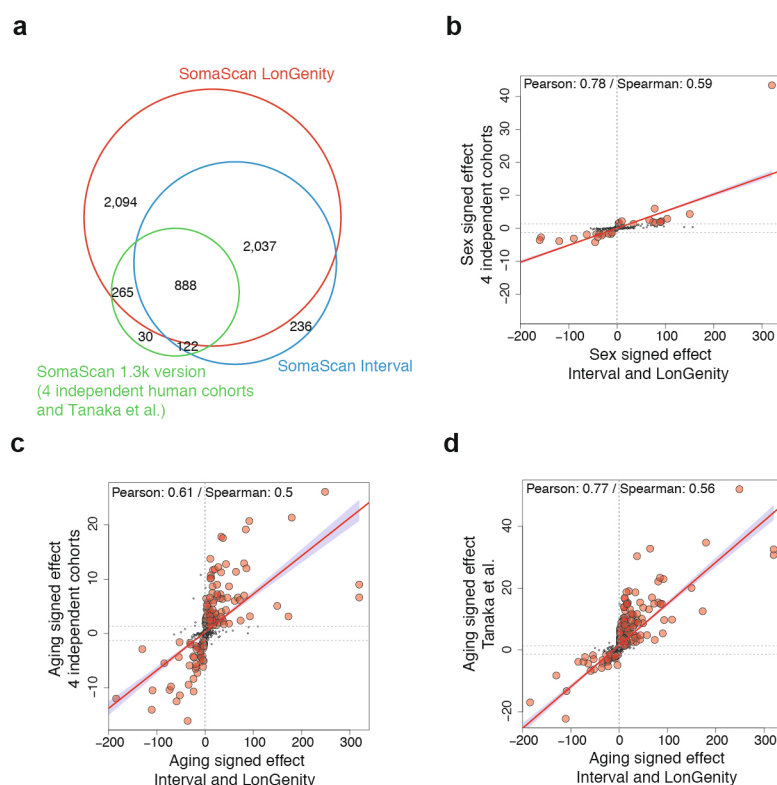 a
SomaScan LonGenity
2,094
2,037
888
265
30
122
236
SomaScan 1.3k version
(4 independent human cohorts
and Tanaka et al.)
SomaScan Interval
b
Pearson: 0.78 / Spearman: 0.59
Sex signed effect
4 independent cohorts
40
30
20
10
0
−10
−20
−200 −100 0 100 200 300
Sex signed effect
Interval and LonGenity
c
Pearson: 0.61 / Spearman: 0.5
Aging signed effect
4 independent cohorts
20
10
0
−10
−200 −100 0 100 200 300
Aging signed effect
Interval and LonGenity
d
Pearson: 0.77 / Spearman: 0.56
Aging signed effect
Tanaka et al.
40
20
0
−20
−200 −100 0 100 200 300
Aging signed effect
Interval and LonGenity